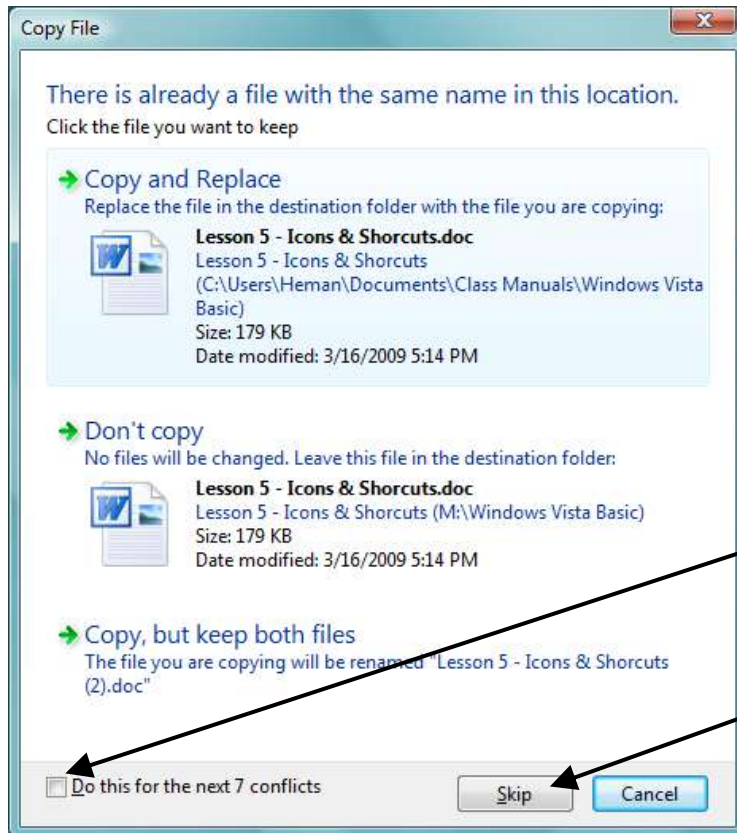 Copy File
There is already a file with the same name in this location.
Click the file you want to keep
Copy and Replace
Replace the file in the destination folder with the file you are copying:
Lesson 5 - Icons & Shorcuts.doc
Lesson 5 - Icons & Shorcuts
(C:\Users\Heman\Documents\Class Manuals\Windows Vista
Basic)
Size: 179 KB
Date modified: 3/16/2009 5:14 PM
Don't copy
No files will be changed. Leave this file in the destination folder:
Lesson 5 - Icons & Shorcuts.doc
Lesson 5 - Icons & Shorcuts (M:\Windows Vista Basic)
Size: 179 KB
Date modified: 3/16/2009 5:14 PM
Copy, but keep both files
The file you are copying will be renamed "Lesson 5 - Icons & Shorcuts
(2).doc"
Do this for the next 7 conflicts
Skip
Cancel